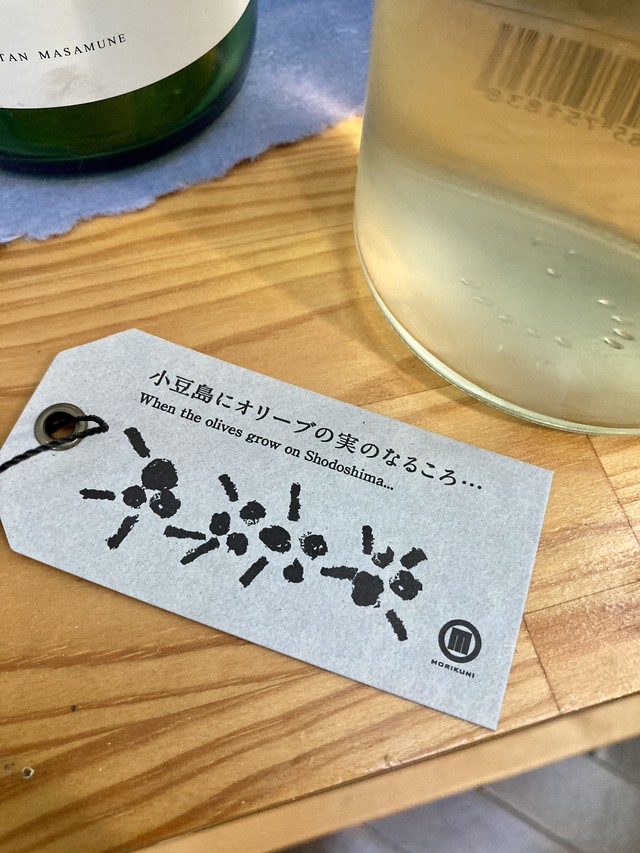 TAN MASAMUNE
小豆島にオリーブの実のなるころ…
When the olives grow on Shodoshima...
MORIKUNI